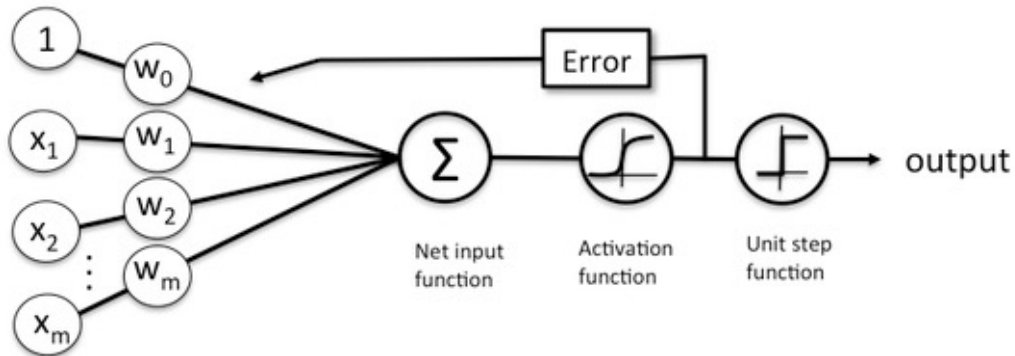 1
w₀
Error
x₁
w₁
Σ
output
x₂
w₂
wₘ
⋮
xₘ
Net input
function
Activation
function
Unit step
function